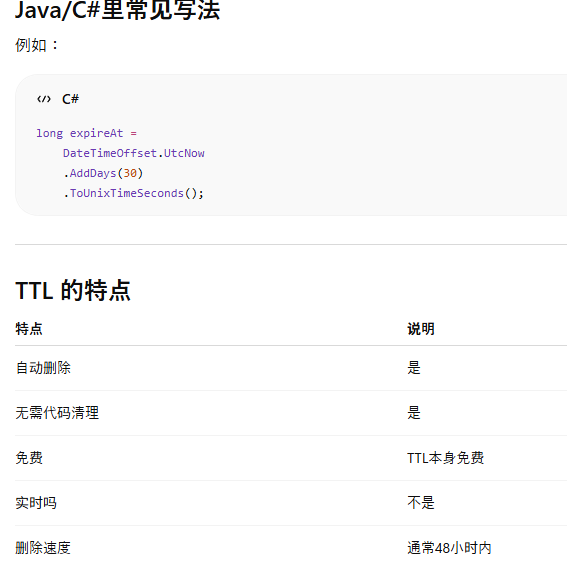 Java/C#里常见写法
例如：
C#
long expireAt =
DateTimeOffset.UtcNow
.AddDays(30)
.ToUnixTimeSeconds();
TTL 的特点
特点 说明
自动删除 是
无需代码清理 是
免费 TTL本身免费
实时吗 不是
删除速度 通常48小时内